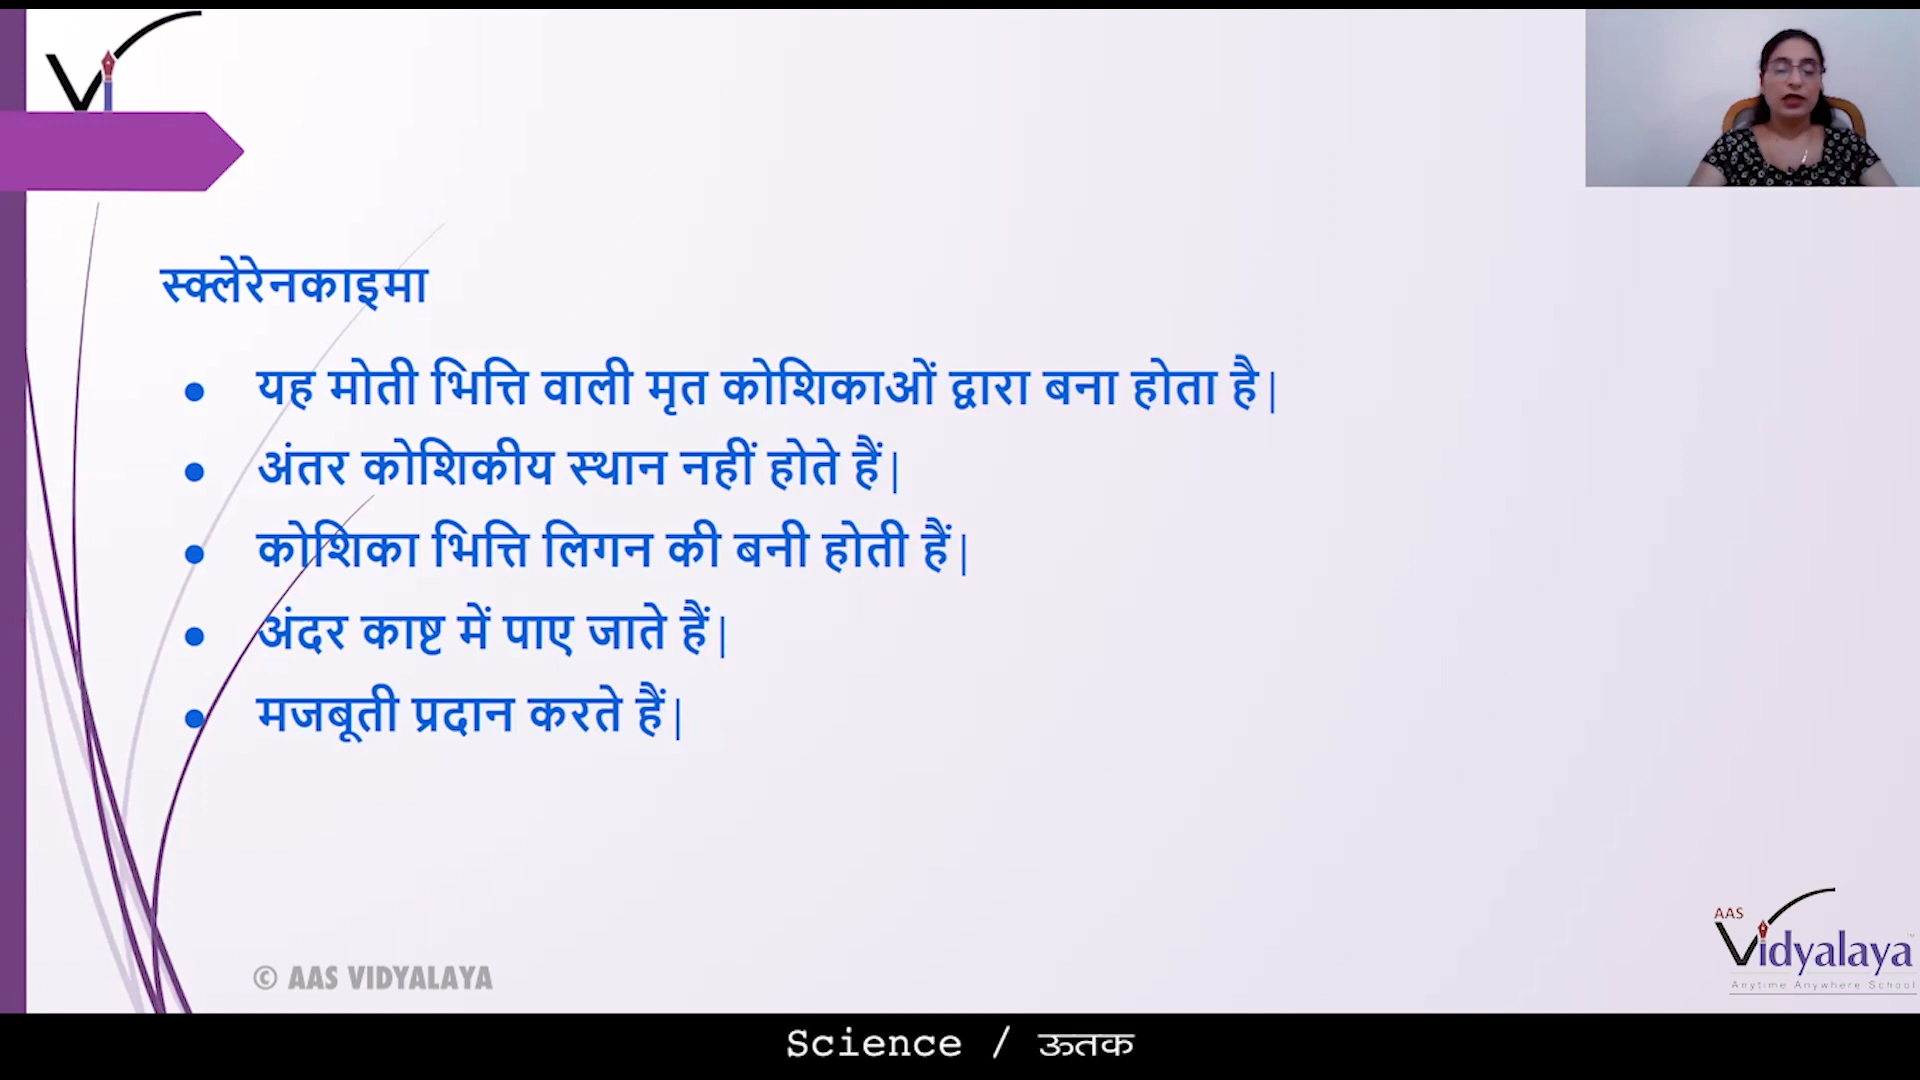 स्क्लेरेनकाइमा
● यह मोती भित्ति वाली मृत कोशिकाओं द्वारा बना होता है|
● अंतर कोशिकीय स्थान नहीं होते हैं|
● कोशिका भित्ति लिगन की बनी होती हैं|
● अंदर काष्ट में पाए जाते हैं|
● मजबूती प्रदान करते हैं|
AAS
Vidyalaya
Anytime Anywhere School
© AAS VIDYALAYA
Science / ऊतक